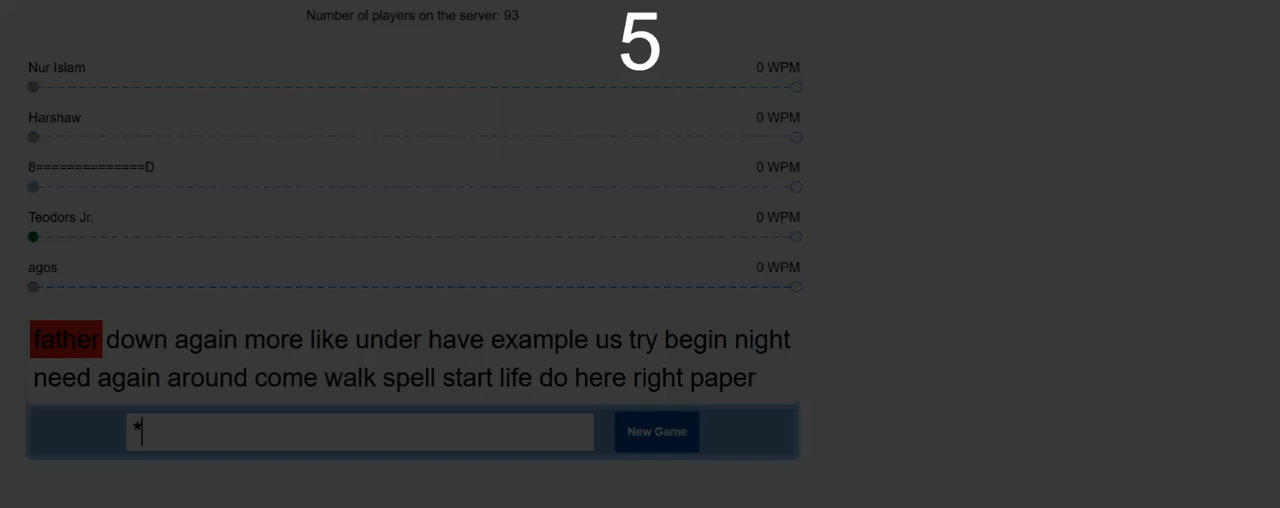 Number of players on the server: 93
5
Nur Islam 0 WPM
Harshaw 0 WPM
8==============D 0 WPM
Teodors Jr. 0 WPM
agos 0 WPM
father down again more like under have example us try begin night
need again around come walk spell start life do here right paper
* New Game